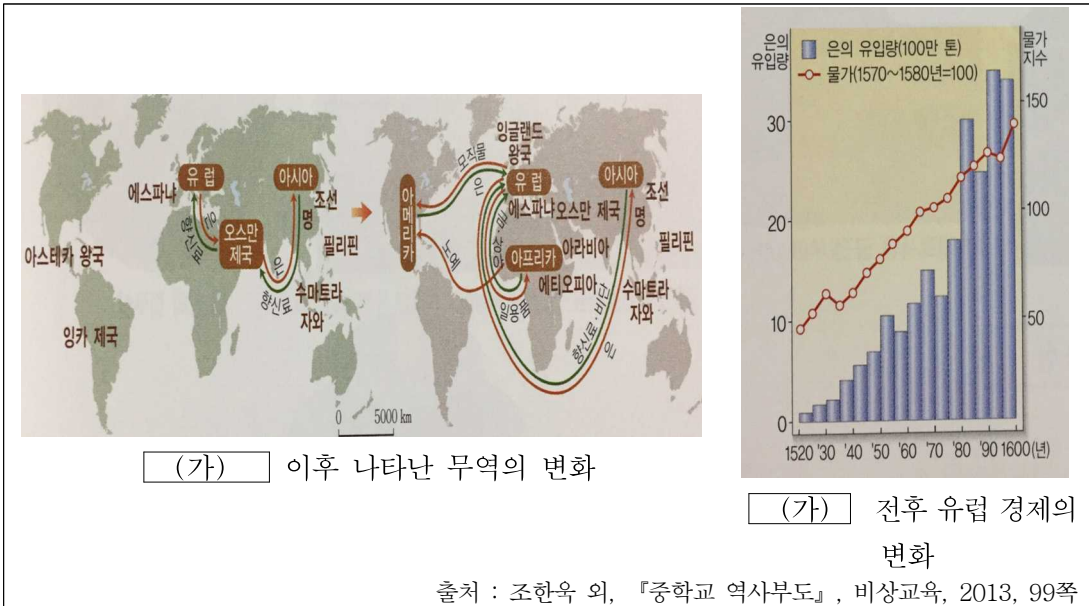 유럽
에스파냐
은
향신료
오스만
제국
아시아
조선
명
필리핀
은
향신료
수마트라
자와
아스테카 왕국
잉카 제국
잉글랜드
왕국
모직물
은
유럽
에스파냐 오스만 제국
아메리카
노예
금·상아
아프리카
아라비아
에티오피아
아시아
조선
명
필리핀
수마트라
자와
향신료·비단
은
0 5000 km
(가) 이후 나타난 무역의 변화
은의
유입량
물가
지수
은의 유입량(100만 톤)
물가(1570~1580년=100)
30
20
10
0
150
100
50
1520 '30 '40 '50 '60 '70 '80 '90 1600(년)
(가) 전후 유럽 경제의
변화
출처 : 조한욱 외, 『중학교 역사부도』, 비상교육, 2013, 99쪽